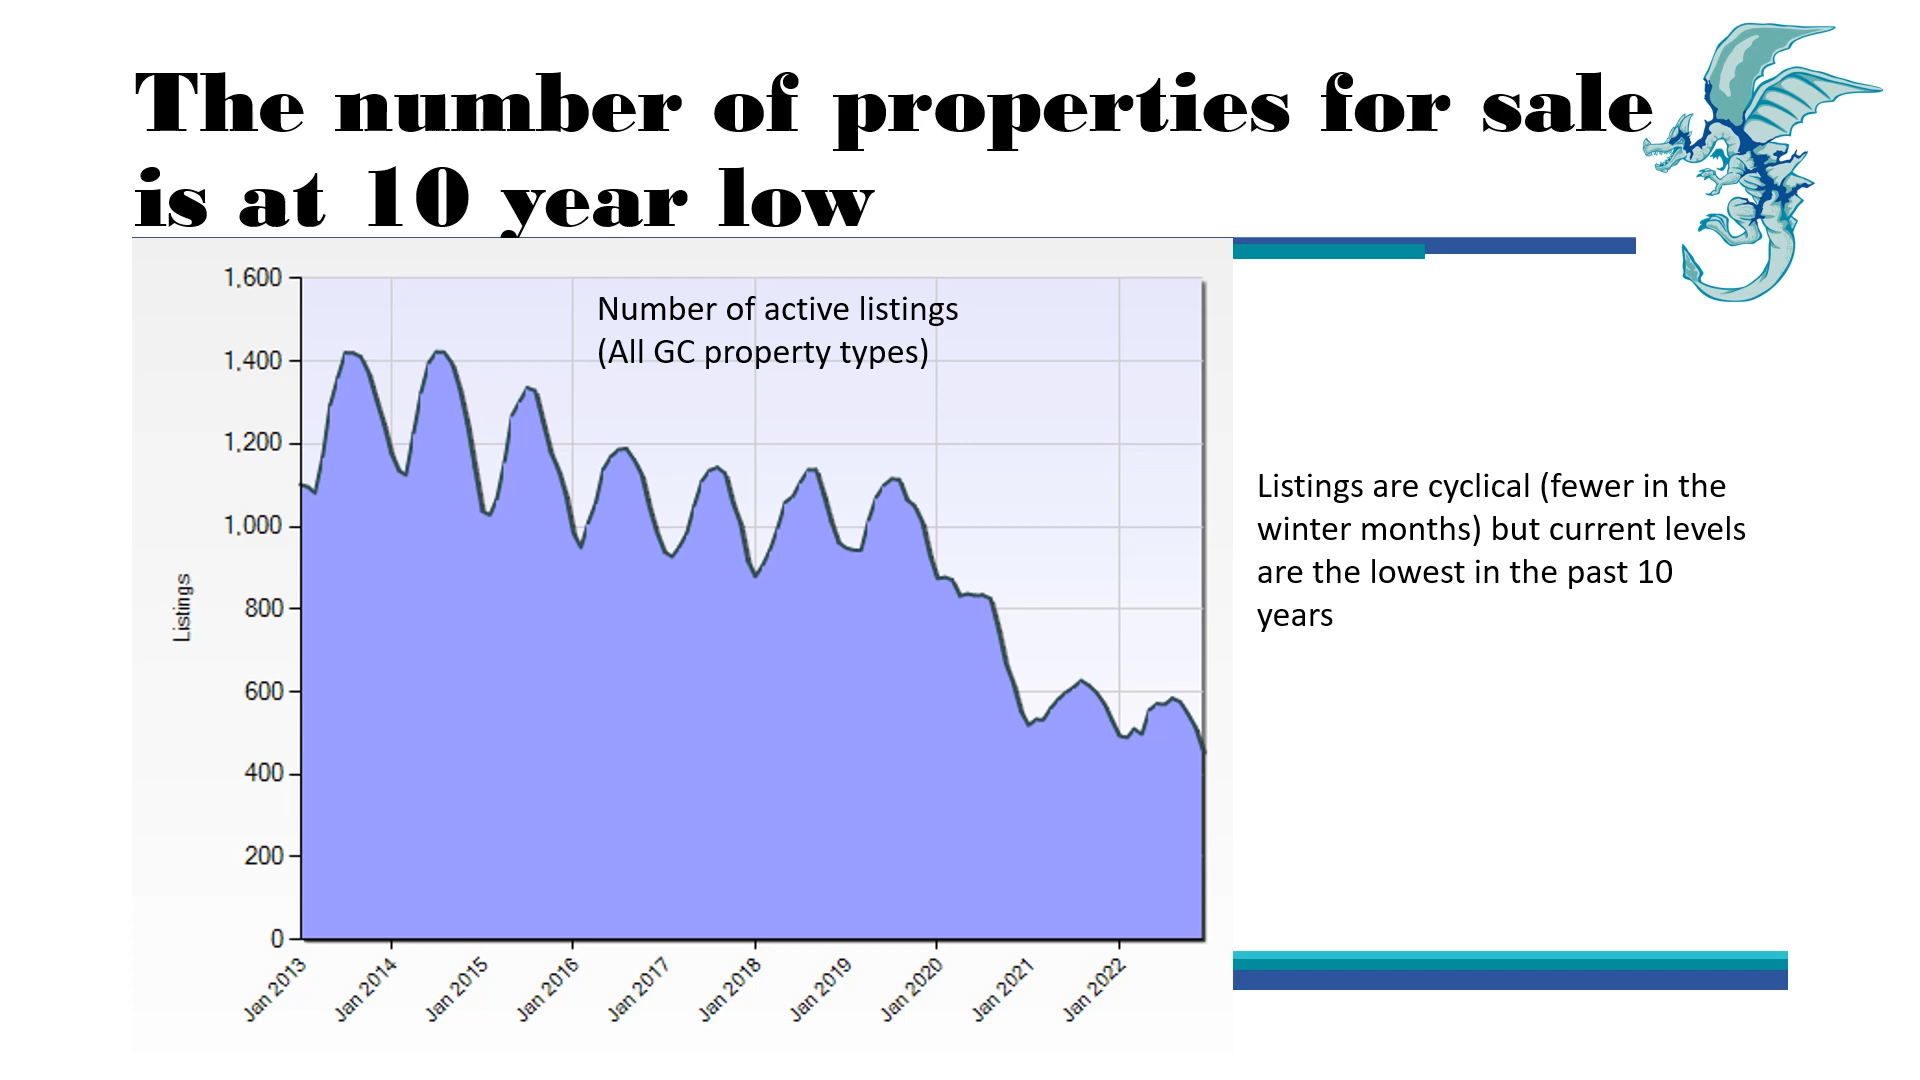 The number of properties for sale
is at 10 year low
Number of active listings
(All GC property types)
1,600
1,400
1,200
1,000
800
600
400
200
0
Listings
Jan 2013
Jan 2014
Jan 2015
Jan 2016
Jan 2017
Jan 2018
Jan 2019
Jan 2020
Jan 2021
Jan 2022
Listings are cyclical (fewer in the
winter months) but current levels
are the lowest in the past 10
years